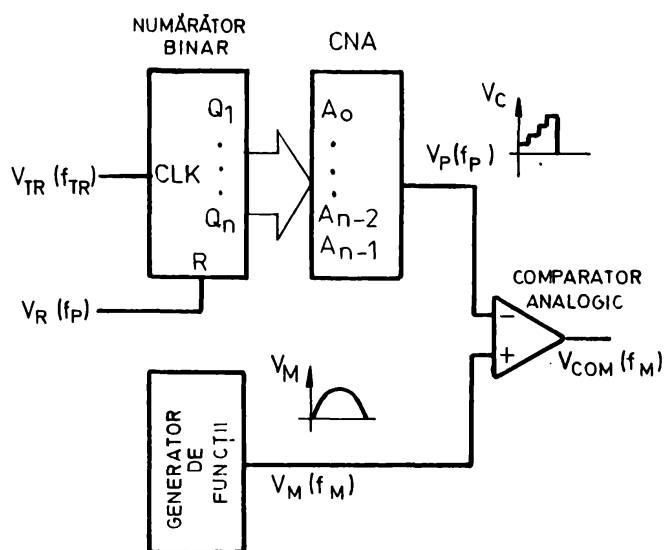 NUMĂRĂTOR
BINAR
CNA
Q1
.
.
.
Qn
CLK
R
A0
.
.
.
.
An-2
An-1
VTR (fTR)
VR (fP)
VP(fP)
VC
COMPARATOR
ANALOGIC
−
+
VCOM (fM)
VM
GENERATOR
DE
FUNCȚII
VM(fM)